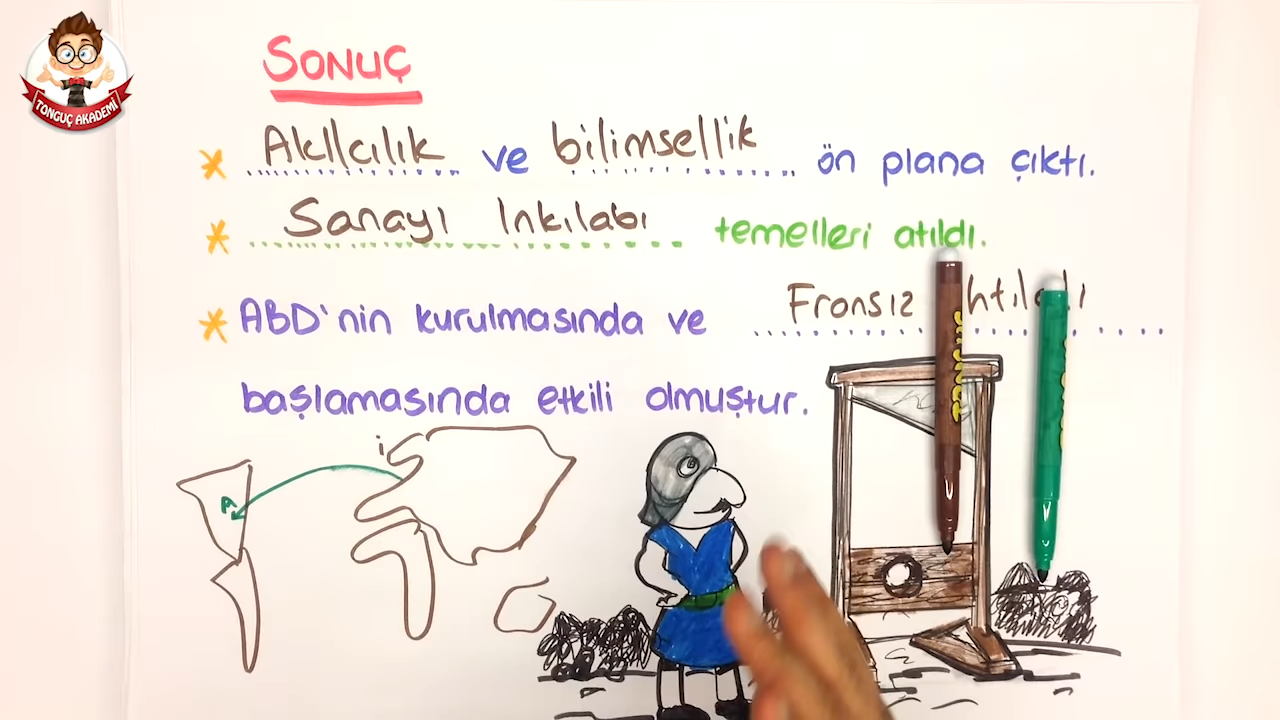 TONGUÇ AKADEMİ
SONUÇ
Akılcılık ve bilimsellik ön plana çıktı.
Sanayi İnkılabı temelleri atıldı.
ABD'nin kurulmasında ve Fransız
başlamasında etkili olmuştur.
i
A